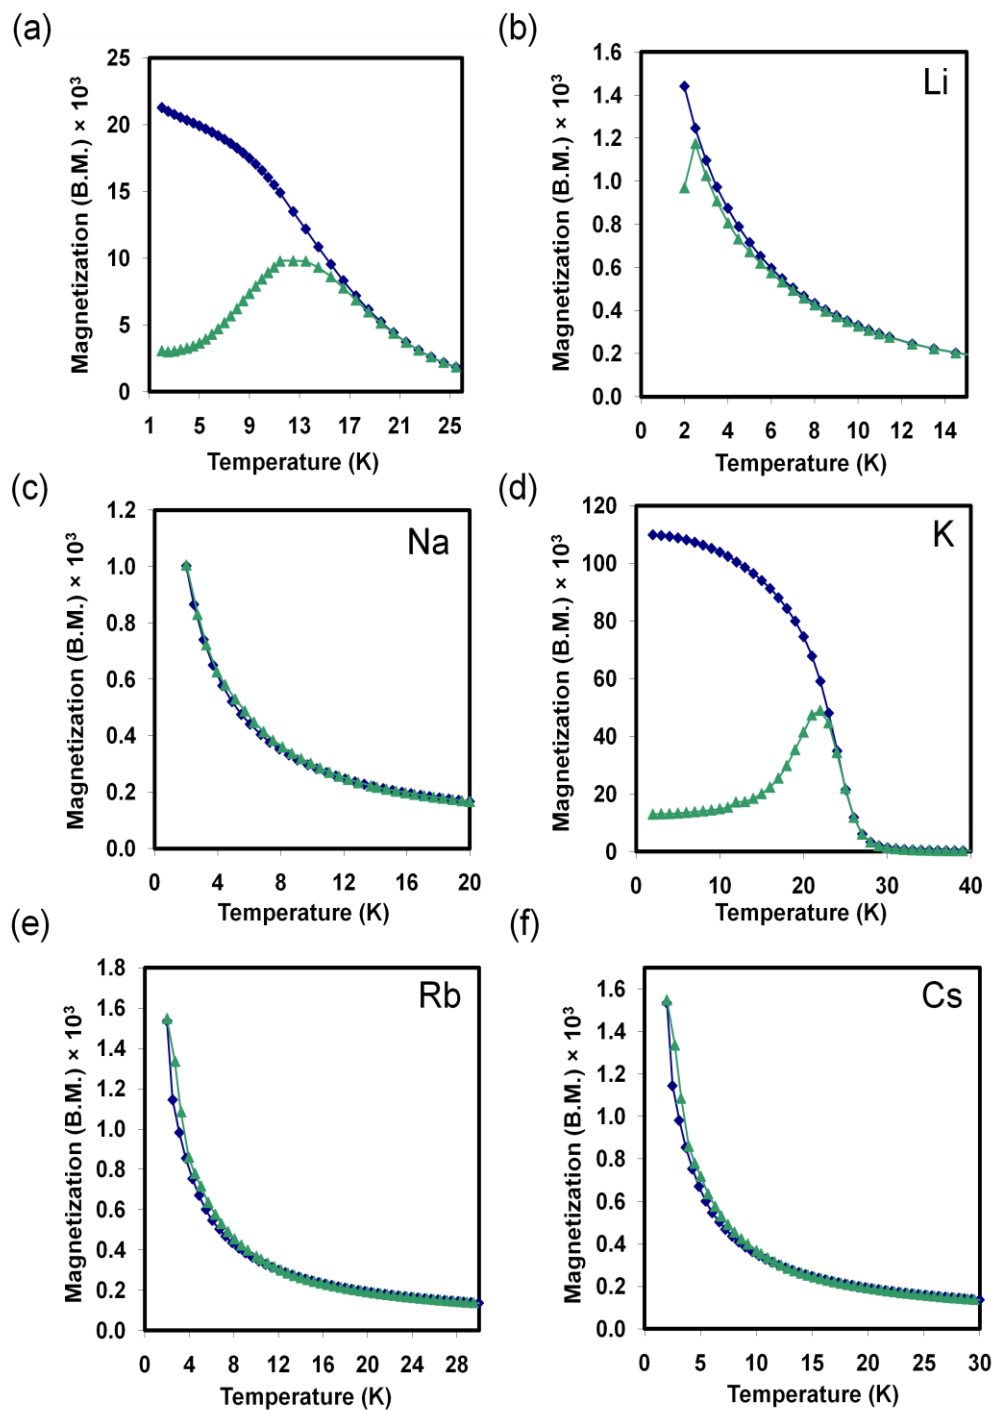 (a)
Magnetization (B.M.) × 10³
25
20
15
10
5
0
1 5 9 13 17 21 25
Temperature (K)
(b)
Li
Magnetization (B.M.) × 10³
1.6
1.4
1.2
1.0
0.8
0.6
0.4
0.2
0.0
0 2 4 6 8 10 12 14
Temperature (K)
(c)
Na
Magnetization (B.M.) × 10³
1.2
1.0
0.8
0.6
0.4
0.2
0.0
0 4 8 12 16 20
Temperature (K)
(d)
K
Magnetization (B.M.) × 10³
120
100
80
60
40
20
0
0 10 20 30 40
Temperature (K)
(e)
Rb
Magnetization (B.M.) × 10³
1.8
1.6
1.4
1.2
1.0
0.8
0.6
0.4
0.2
0.0
0 4 8 12 16 20 24 28
Temperature (K)
(f)
Cs
Magnetization (B.M.) × 10³
1.6
1.4
1.2
1.0
0.8
0.6
0.4
0.2
0.0
0 5 10 15 20 25 30
Temperature (K)